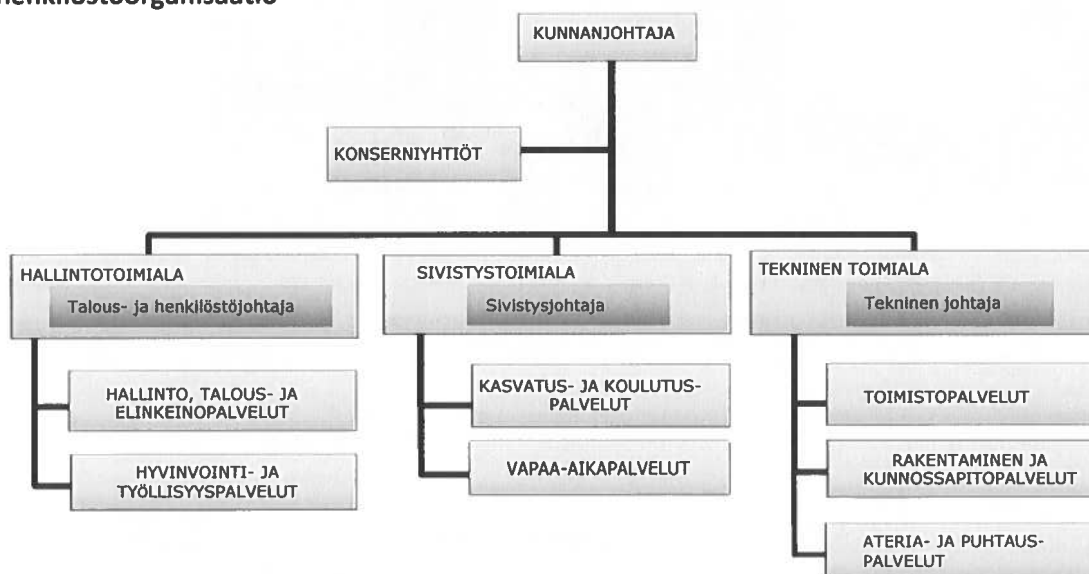 henkilöstöorganisaatio
KUNNANJOHTAJA
KONSERNIYHTIÖT
HALLINTOTOIMIALA
Talous- ja henkilöstöjohtaja
HALLINTO, TALOUS- JA
ELINKEINOPALVELUT
HYVINVOINTI- JA
TYÖLLISYYSPALVELUT
SIVISTYSTOIMIALA
Sivistysjohtaja
KASVATUS- JA KOULUTUS-
PALVELUT
VAPAA-AIKAPALVELUT
TEKNINEN TOIMIALA
Tekninen johtaja
TOIMISTOPALVELUT
RAKENTAMINEN JA
KUNNOSSAPITOPALVELUT
ATERIA- JA PUHTAUS-
PALVELUT